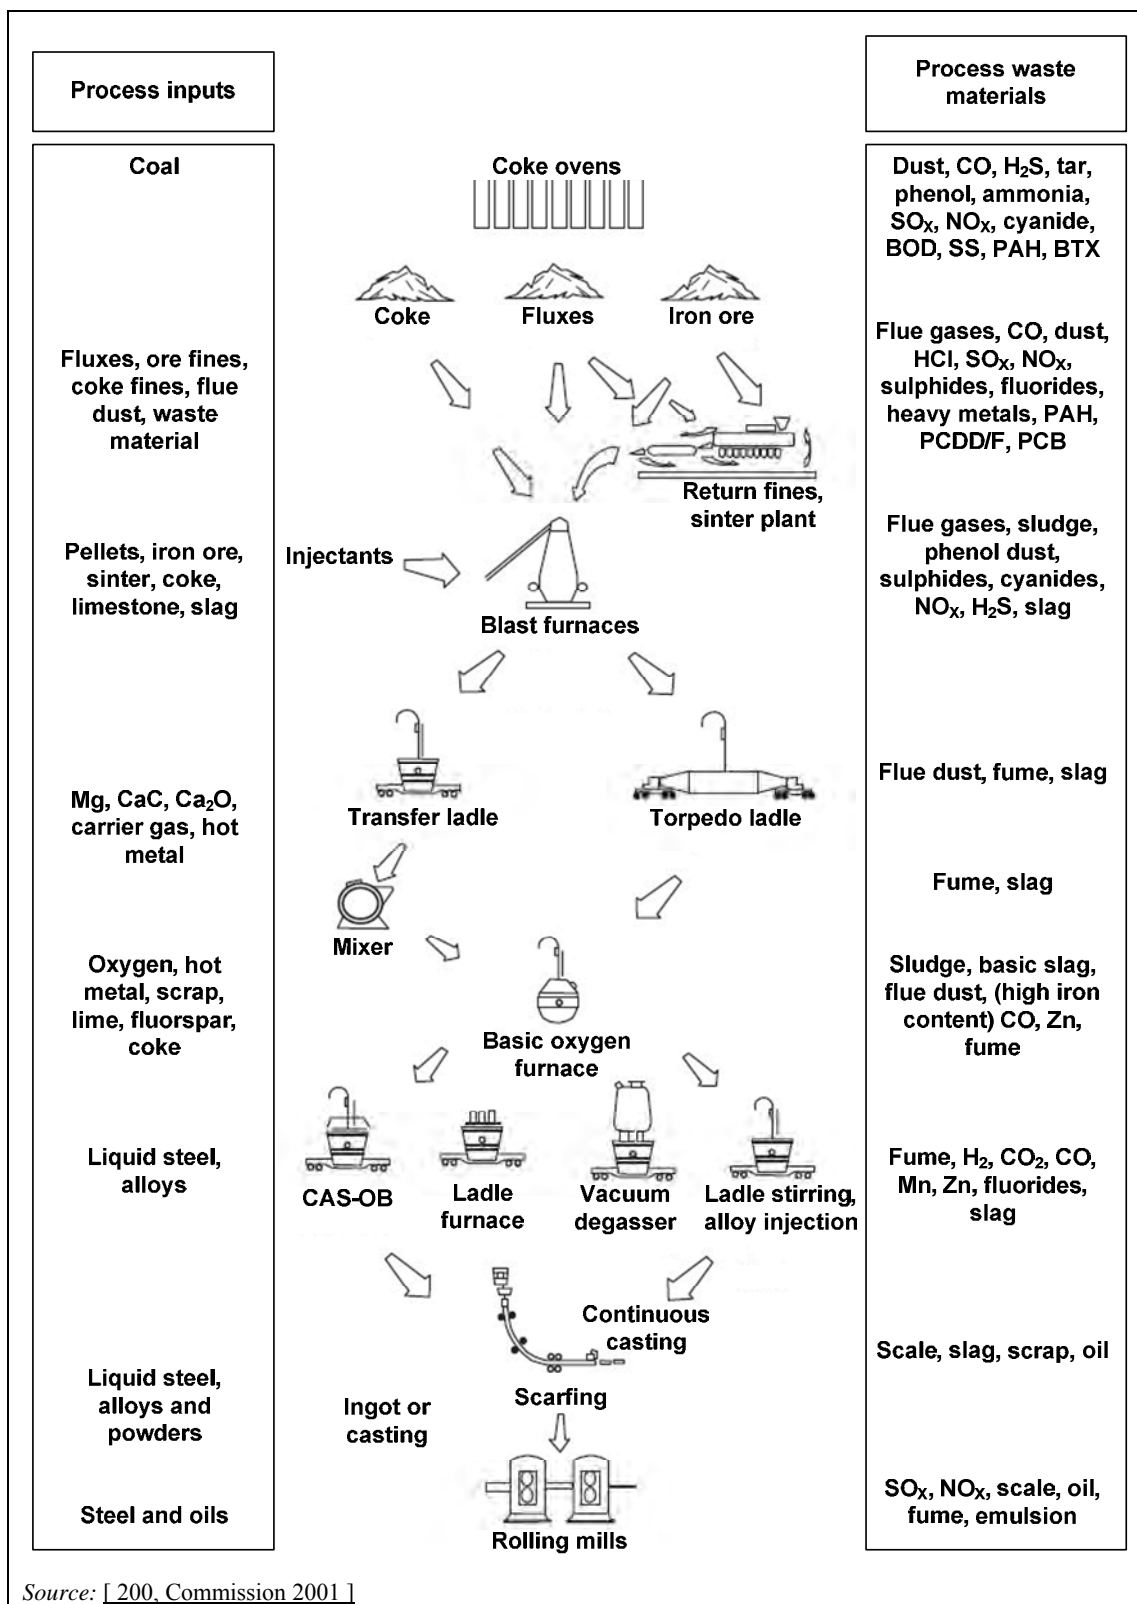 Process inputs
Process waste
materials
Coal
Coke ovens
Dust, CO, H₂S, tar,
phenol, ammonia,
SOₓ, NOₓ, cyanide,
BOD, SS, PAH, BTX
Coke
Fluxes
Iron ore
Fluxes, ore fines,
coke fines, flue
dust, waste
material
Flue gases, CO, dust,
HCl, SOₓ, NOₓ,
sulphides, fluorides,
heavy metals, PAH,
PCDD/F, PCB
Return fines,
sinter plant
Pellets, iron ore,
sinter, coke,
limestone, slag
Injectants
Blast furnaces
Flue gases, sludge,
phenol dust,
sulphides, cyanides,
NOₓ, H₂S, slag
Mg, CaC, Ca₂O,
carrier gas, hot
metal
Transfer ladle
Torpedo ladle
Flue dust, fume, slag
Mixer
Fume, slag
Oxygen, hot
metal, scrap,
lime, fluorspar,
coke
Basic oxygen
furnace
Sludge, basic slag,
flue dust, (high iron
content) CO, Zn,
fume
Liquid steel,
alloys
CAS-OB
Ladle
furnace
Vacuum
degasser
Ladle stirring,
alloy injection
Fume, H₂, CO₂, CO,
Mn, Zn, fluorides,
slag
Continuous
casting
Scale, slag, scrap, oil
Liquid steel,
alloys and
powders
Ingot or
casting
Scarfing
Steel and oils
Rolling mills
SOₓ, NOₓ, scale, oil,
fume, emulsion
Source: [ 200, Commission 2001 ]